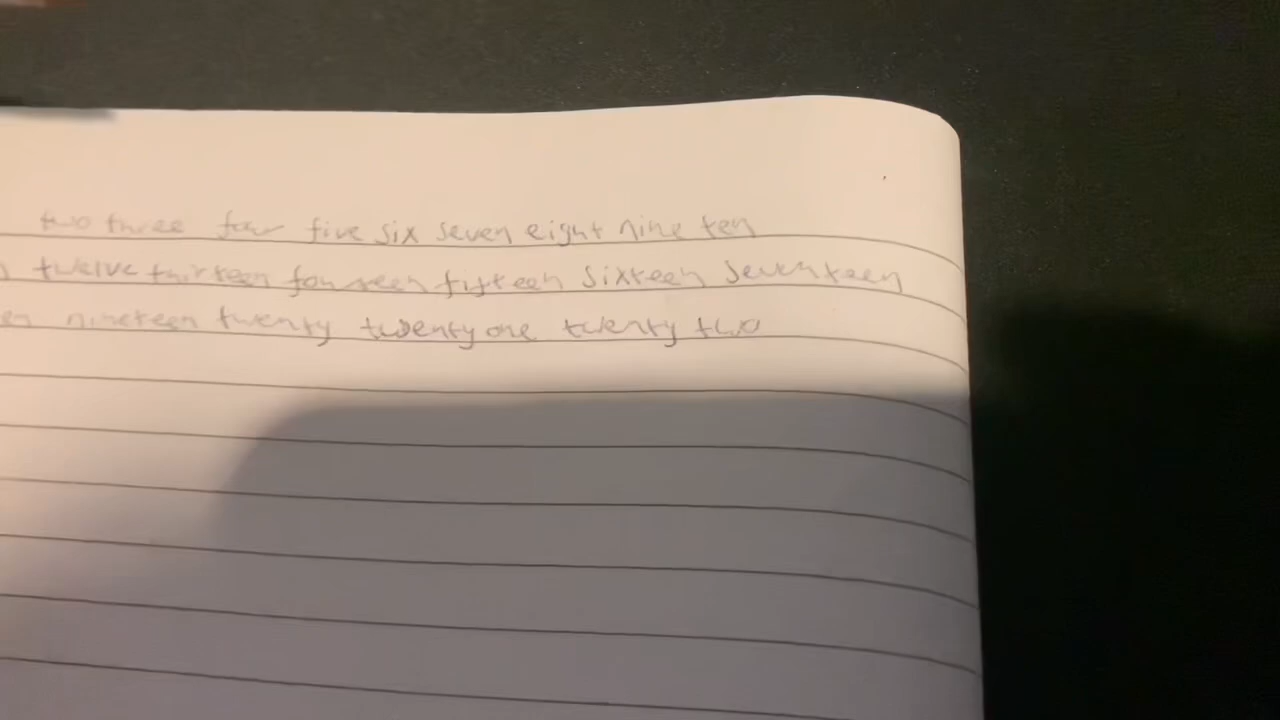 two three four five six seven eight nine ten
n twelve thirteen fourteen fifteen sixteen seventeen
en nineteen twenty twenty one twenty two